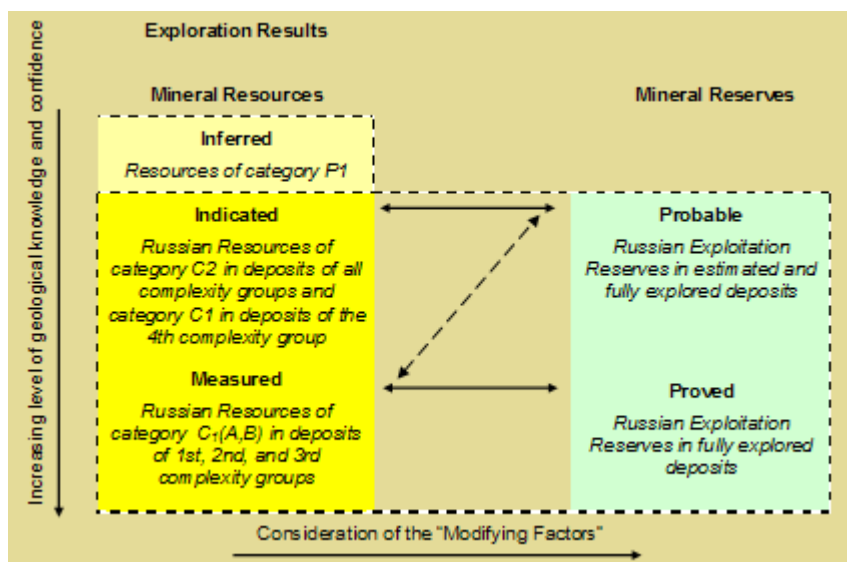 Increasing level of geological knowledge and confidence
Exploration Results
Mineral Resources
Mineral Reserves
Inferred
Resources of category P1
Indicated
Russian Resources of
category C2 in deposits of all
complexity groups and
category C1 in deposits of the
4th complexity group
Measured
Russian Resources of
category C₁(A,B) in deposits
of 1st, 2nd, and 3rd
complexity groups
Probable
Russian Exploitation
Reserves in estimated and
fully explored deposits
Proved
Russian Exploitation
Reserves in fully explored
deposits
Consideration of the "Modifying Factors"